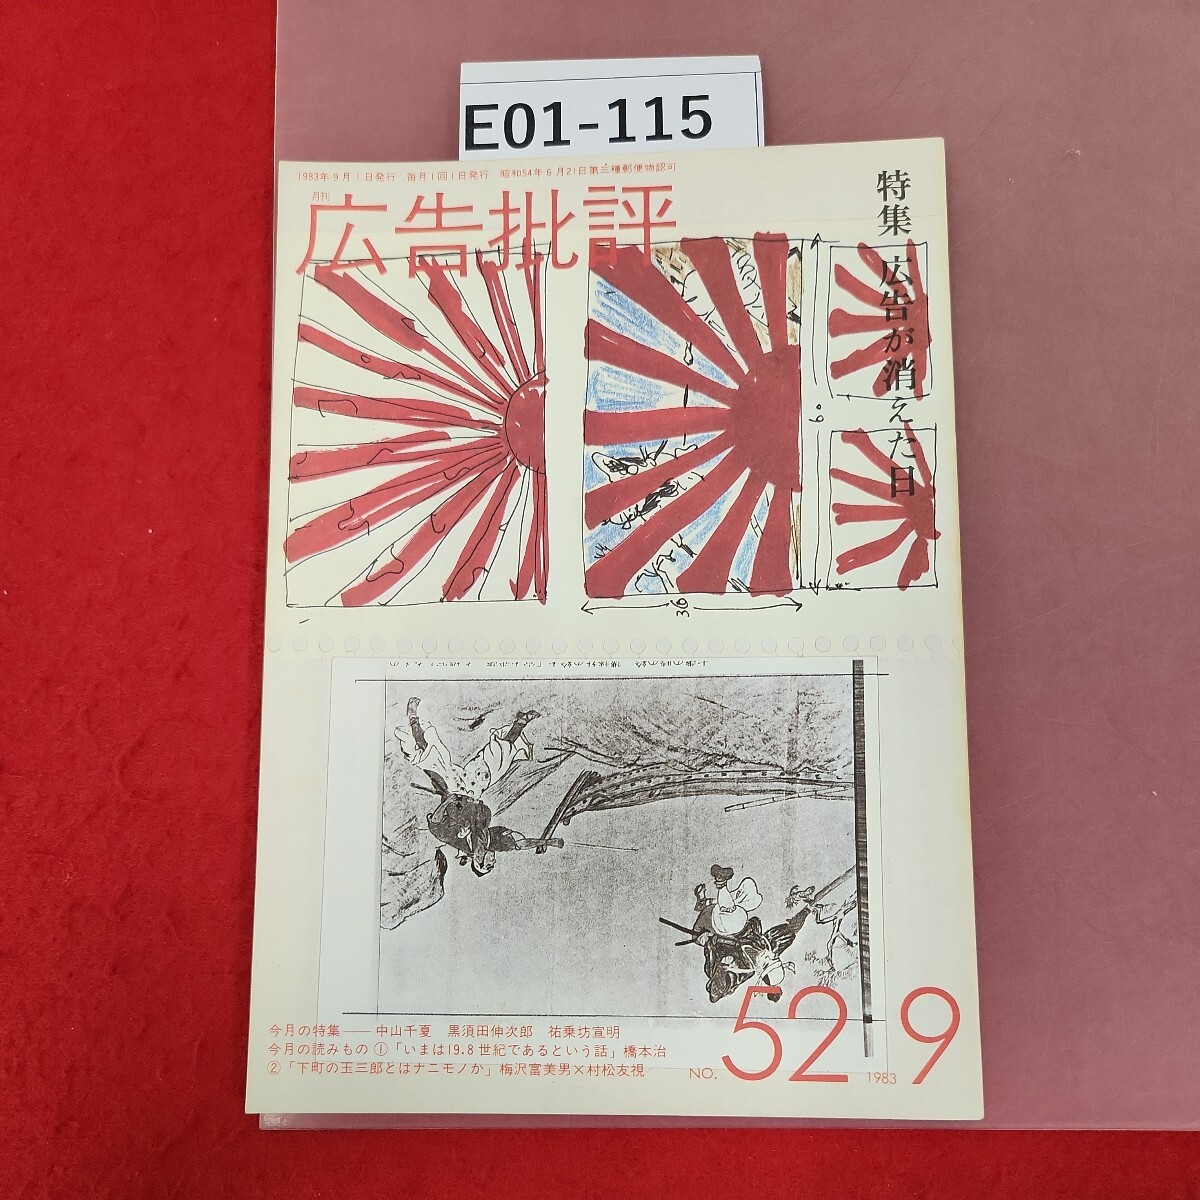 E01-115
1983年9月1日発行 毎月1回1日発行 昭和54年6月21日第三種郵便物認可
月刊
広告批評
特集 広告が消えた日
60
36
今月の特集——中山千夏 黒須田伸次郎 祐乗坊宣明
今月の読みもの①「いまは19.8世紀であるという話」橋本治
②「下町の玉三郎とはナニモノか」梅沢富美男×村松友視
NO. 52 1983 9